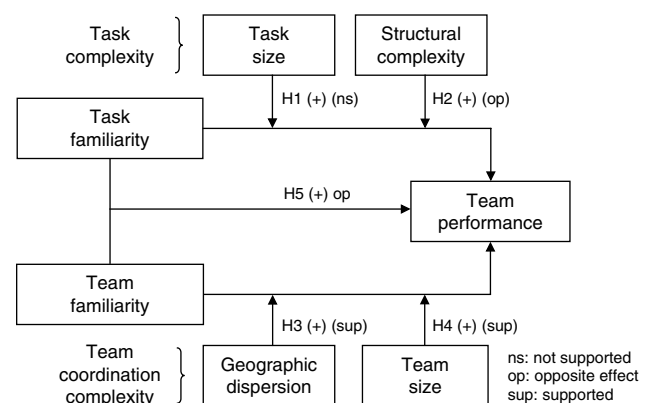 Task
complexity
Task
size
Structural
complexity
H1 (+) (ns)
H2 (+) (op)
Task
familiarity
H5 (+) op
Team
performance
Team
familiarity
H3 (+) (sup)
H4 (+) (sup)
Team
coordination
complexity
Geographic
dispersion
Team
size
ns: not supported
op: opposite effect
sup: supported